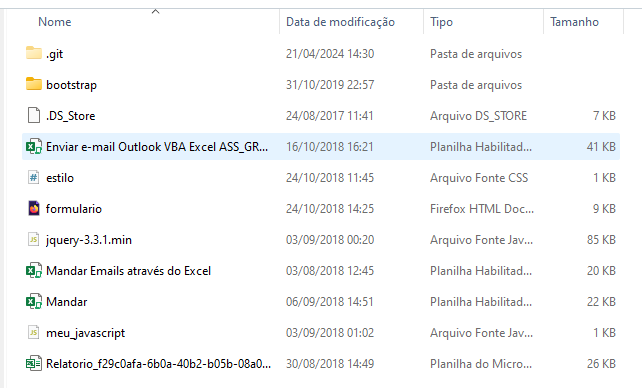 Nome Data de modificação Tipo Tamanho
.git 21/04/2024 14:30 Pasta de arquivos
bootstrap 31/10/2019 22:57 Pasta de arquivos
.DS_Store 24/08/2017 11:41 Arquivo DS_STORE 7 KB
Enviar e-mail Outlook VBA Excel ASS_GR... 16/10/2018 16:21 Planilha Habilitad... 41 KB
estilo 24/10/2018 11:45 Arquivo Fonte CSS 1 KB
formulario 24/10/2018 14:25 Firefox HTML Doc... 9 KB
jquery-3.3.1.min 03/09/2018 00:20 Arquivo Fonte Jav... 85 KB
Mandar Emails através do Excel 03/08/2018 12:45 Planilha Habilitad... 20 KB
Mandar 06/09/2018 14:51 Planilha Habilitad... 22 KB
meu_javascript 03/09/2018 01:02 Arquivo Fonte Jav... 1 KB
Relatorio_f29c0afa-6b0a-40b2-b05b-08a0... 30/08/2018 14:49 Planilha do Micro... 26 KB